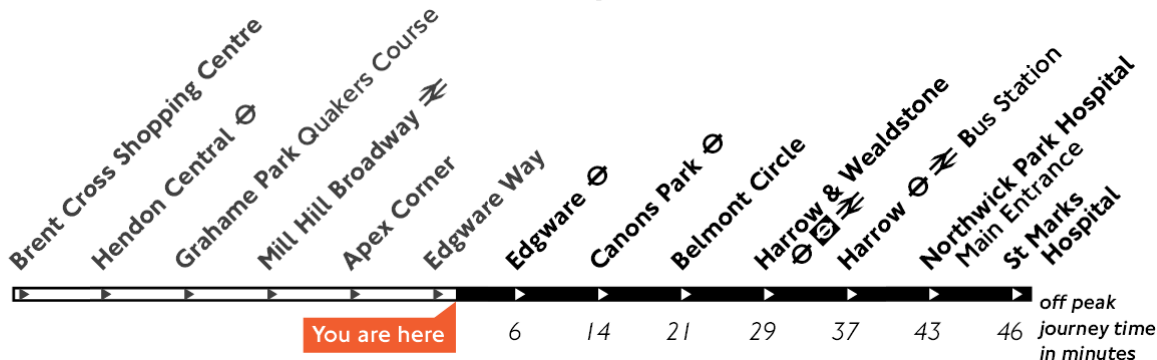 Brent Cross Shopping Centre
Hendon Central
Grahame Park Quakers Course
Mill Hill Broadway
Apex Corner
Edgware Way
Edgware
Canons Park
Belmont Circle
Harrow & Wealdstone
Harrow Bus Station
Northwick Park Hospital
Main Entrance
St Marks
Hospital
You are here
6 14 21 29 37 43 46
off peak
journey time
in minutes